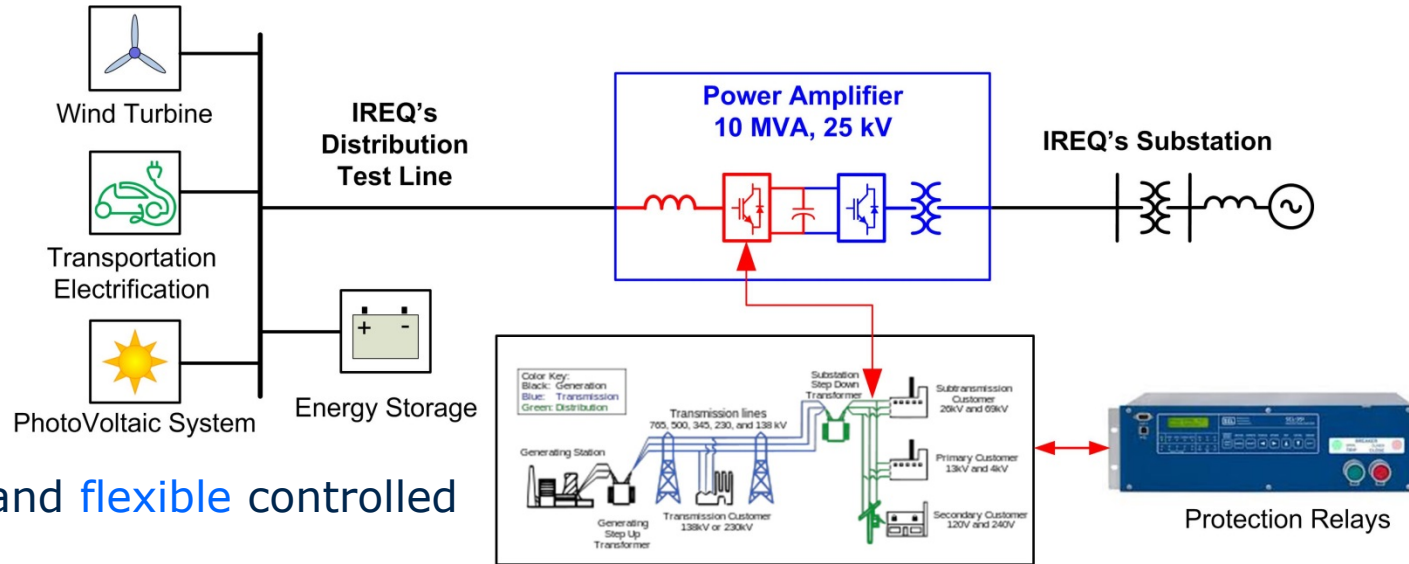 Wind Turbine
Transportation
Electrification
PhotoVoltaic System
+ -
Energy Storage
IREQ's
Distribution
Test Line
Power Amplifier
10 MVA, 25 kV
IREQ's Substation
Color Key:
Black: Generation
Blue: Transmission
Green: Distribution
Generating Station
Generating
Step Up
Transformer
Transmission lines
765, 500, 345, 230, and 138 kV
Transmission Customer
138kV or 230kV
Substation
Step Down
Transformer
Subtransmission
Customer
26kV and 69kV
Primary Customer
13kV and 4kV
Secondary Customer
120V and 240V
Protection Relays
and flexible controlled